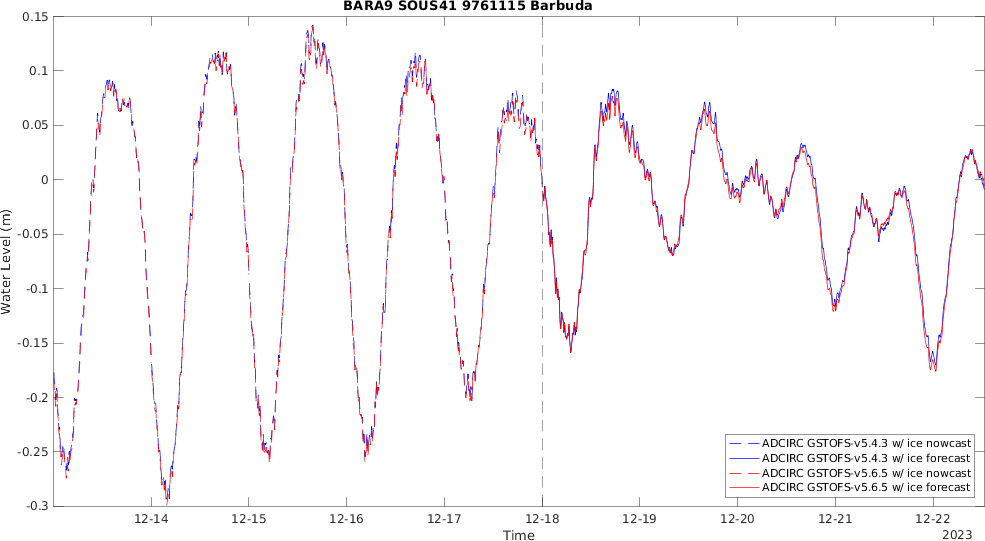 BARA9 SOUS41 9761115 Barbuda
0.15
0.1
0.05
0
-0.05
-0.1
-0.15
-0.2
-0.25
-0.3
Water Level (m)
12-14 12-15 12-16 12-17 12-18 12-19 12-20 12-21 12-22
Time
2023
ADCIRC GSTOFS-v5.4.3 w/ ice nowcast
ADCIRC GSTOFS-v5.4.3 w/ ice forecast
ADCIRC GSTOFS-v5.6.5 w/ ice nowcast
ADCIRC GSTOFS-v5.6.5 w/ ice forecast